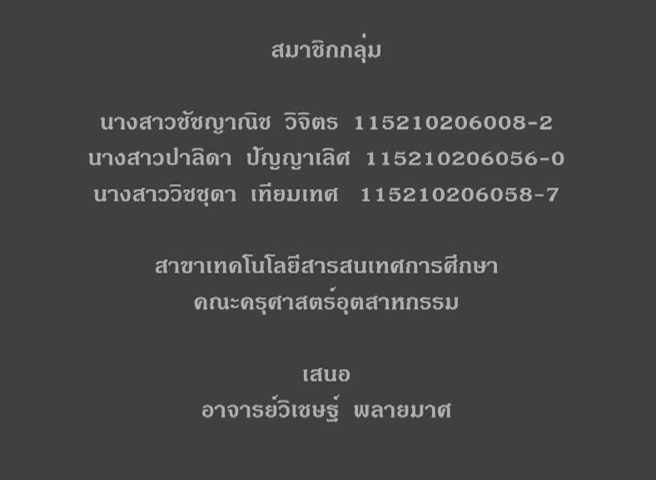 สมาชิกกลุ่ม
นางสาวชัชญาณิช วิจิตร 115210206008-2
นางสาวปาลิดา ปัญญาเลิศ 115210206056-0
นางสาววิชชุดา เทียมเทศ 115210206058-7
สาขาเทคโนโลยีสารสนเทศการศึกษา
คณะครุศาสตร์อุตสาหกรรม
เสนอ
อาจารย์วิเชษฐ์ พลายมาศ